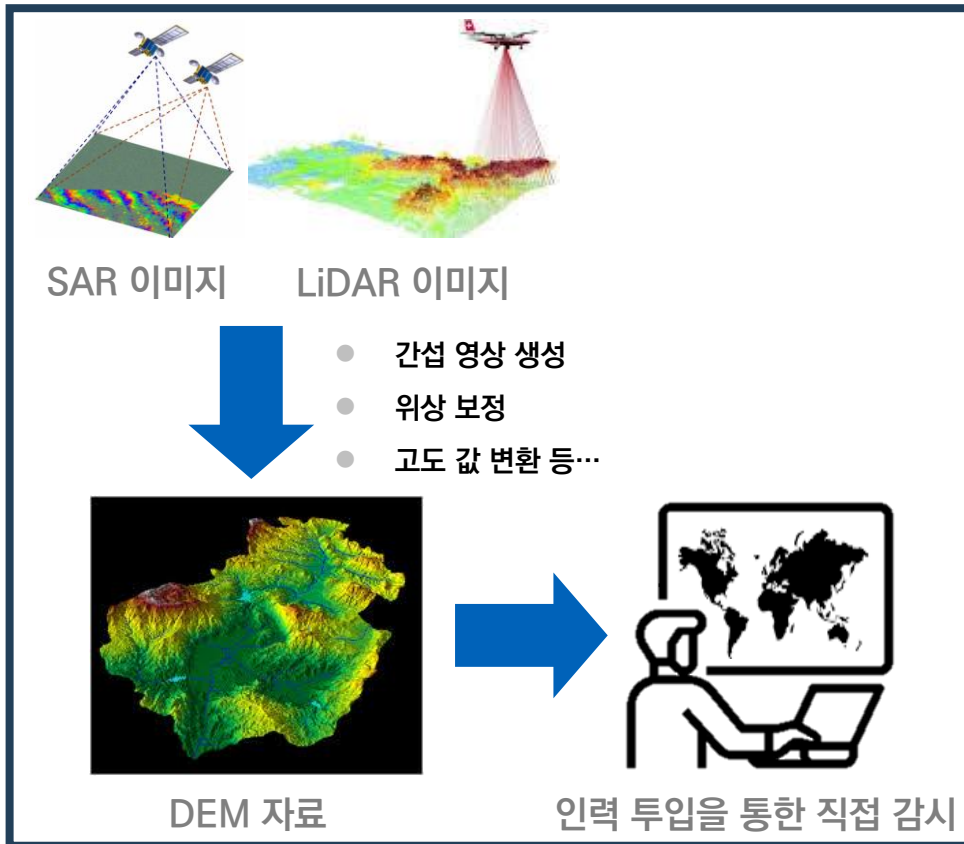 SAR 이미지
LiDAR 이미지
간섭 영상 생성
위상 보정
고도 값 변환 등…
DEM 자료
인력 투입을 통한 직접 감시